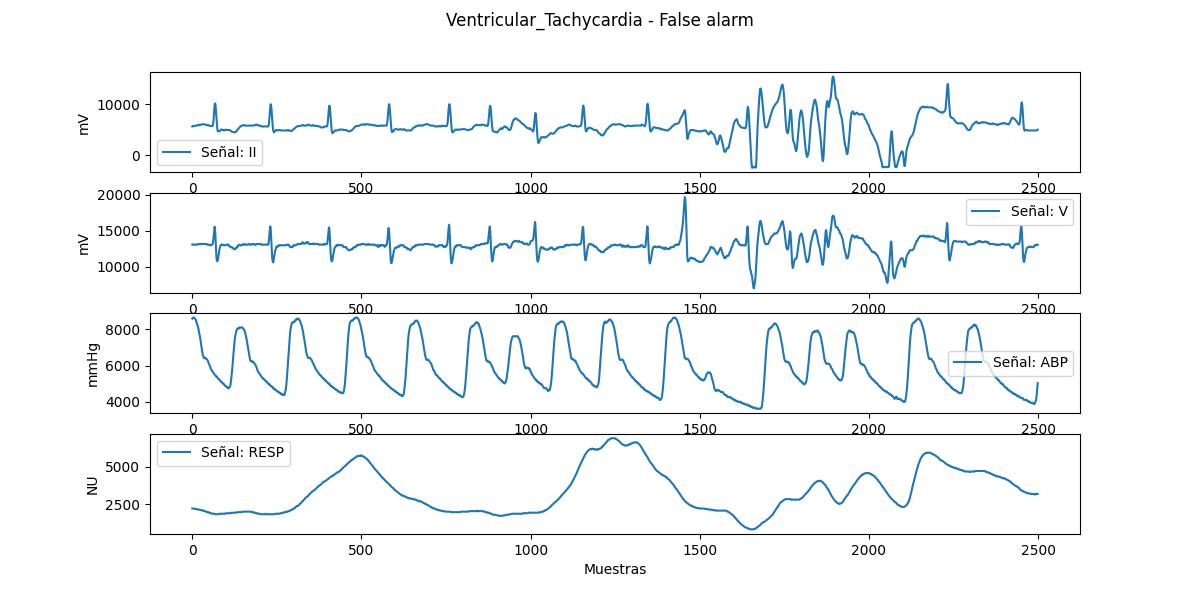 Ventricular_Tachycardia - False alarm
10000
0
mV
Señal: II
0 500 1000 1500 2000 2500
20000
15000
10000
mV
Señal: V
0 500 1000 1500 2000 2500
8000
6000
4000
mmHg
Señal: ABP
0 500 1000 1500 2000 2500
5000
2500
NU
Señal: RESP
0 500 1000 1500 2000 2500
Muestras